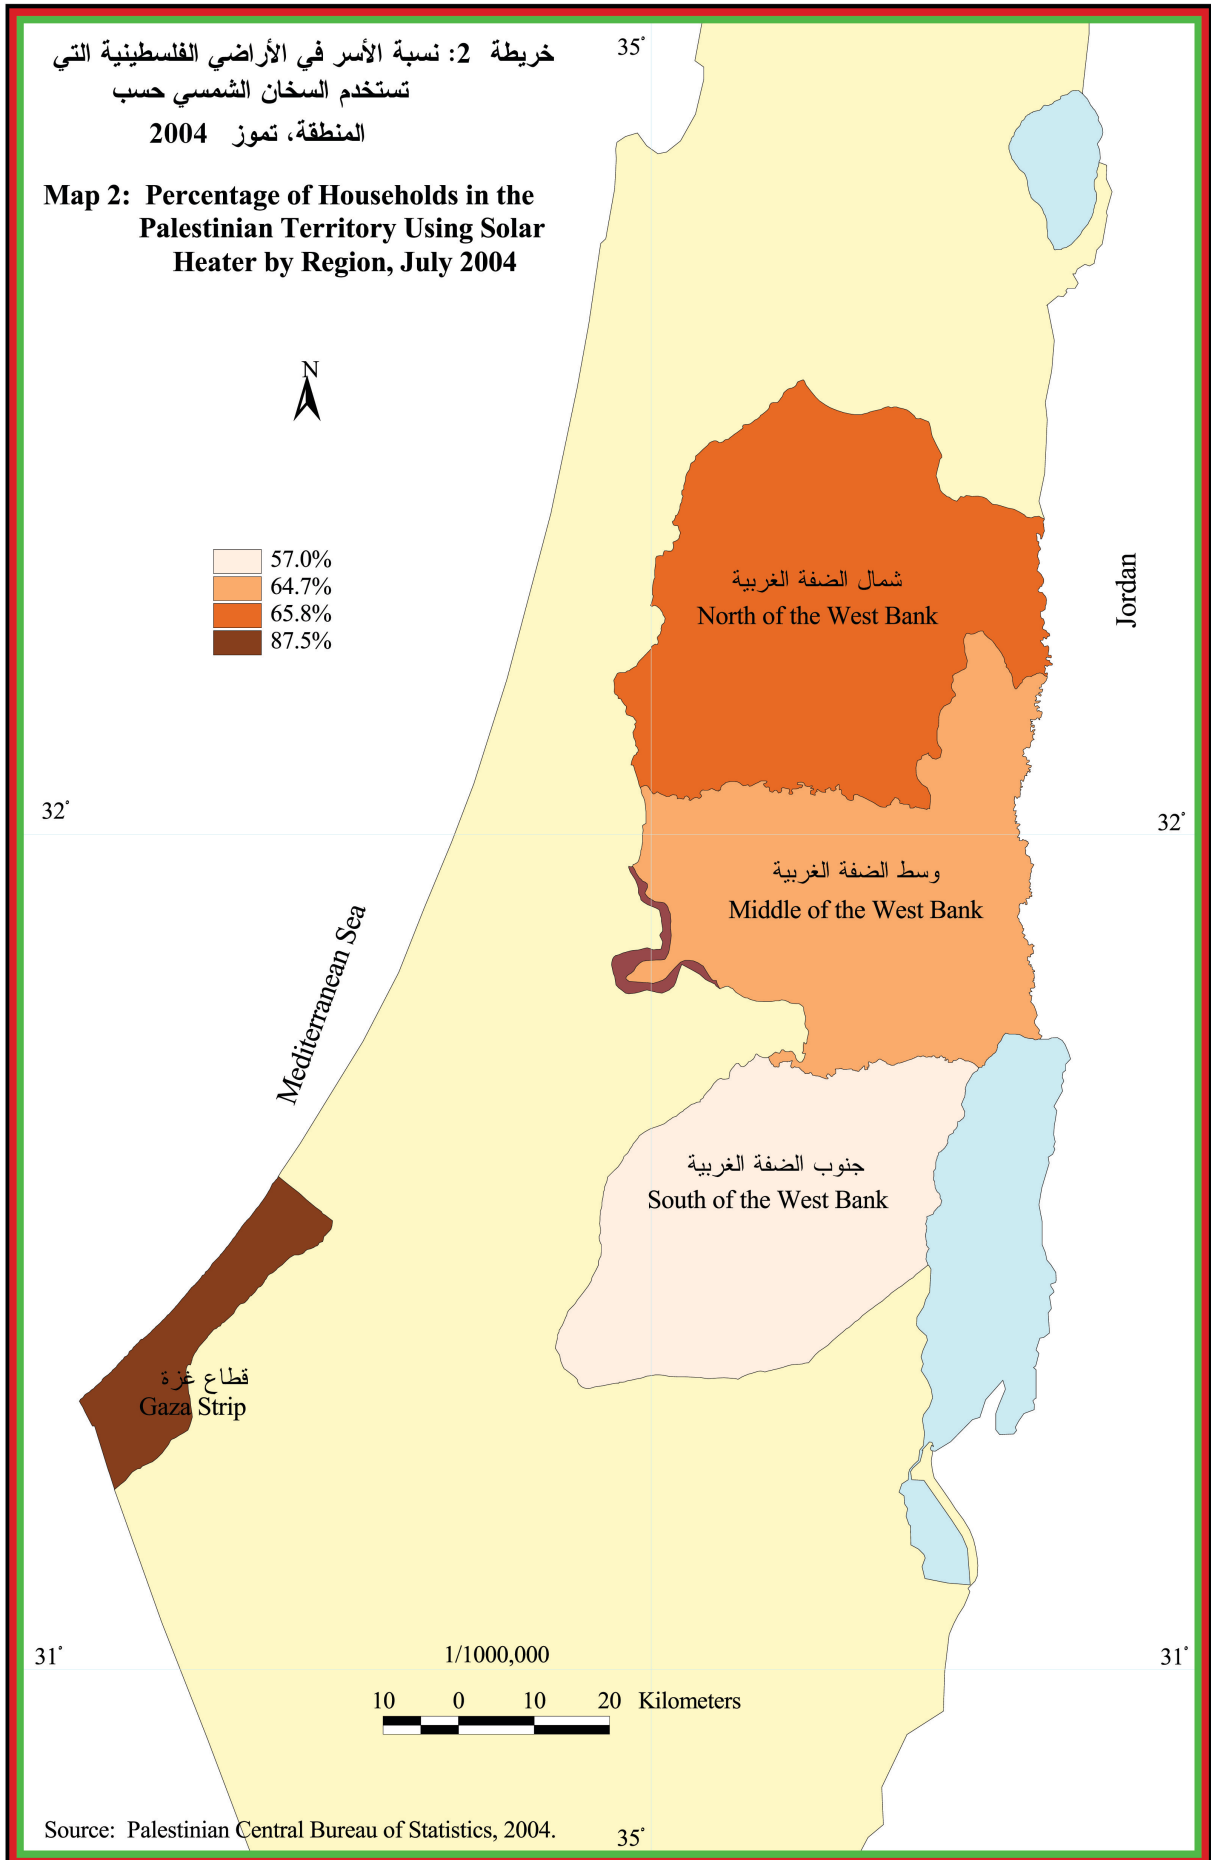 خريطة 2: نسبة الأسر في الأراضي الفلسطينية التي
تستخدم السخان الشمسي حسب
المنطقة، تموز 2004
Map 2: Percentage of Households in the
Palestinian Territory Using Solar
Heater by Region, July 2004
35°
N
57.0%
64.7%
65.8%
87.5%
شمال الضفة الغربية
North of the West Bank
Jordan
32°
32°
وسط الضفة الغربية
Middle of the West Bank
Mediterranean Sea
جنوب الضفة الغربية
South of the West Bank
قطاع غزة
Gaza Strip
31°
31°
1/1000,000
10 0 10 20 Kilometers
Source: Palestinian Central Bureau of Statistics, 2004.
35°